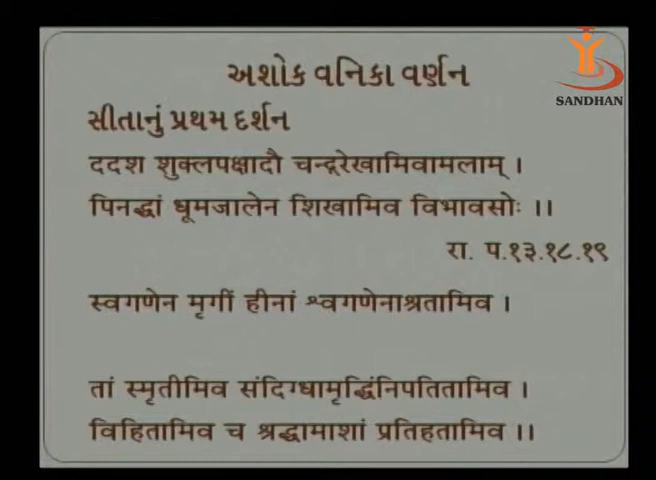 અશોક વનિકા વર્ણન
SANDHAN
સીતાનું પ્રથમ દર્શન
ददश शुक्लपक्षादौ चन्द्ररेखामिवामलाम् ।
पिनद्धां धूमजालेन शिखामिव विभावसोः ।।
रा. प.१३.१८.१९
स्वगणेन मृगीं हीनां श्वगणेनाश्रतामिव ।
तां स्मृतीमिव संदिग्धामृद्धिंनिपतितामिव ।
विहितामिव च श्रद्धामाशां प्रतिहतामिव ।।